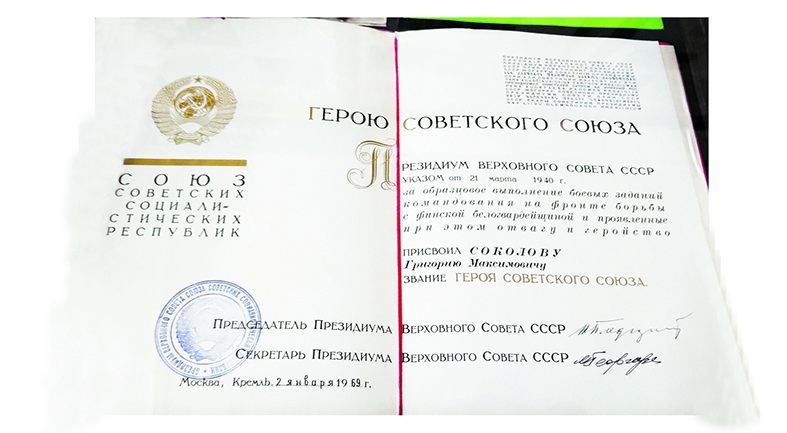 СОЮЗ
СОВЕТСКИХ
СОЦИАЛИ-
СТИЧЕСКИХ
РЕСПУБЛИК
ГЕРОЮ СОВЕТСКОГО СОЮЗА
ПРЕЗИДИУМ ВЕРХОВНОГО СОВЕТА СССР
УКАЗОМ от 21 марта 1940 г.
за образцовое выполнение боевых заданий
командования на фронте борьбы
с финской белогвардейщиной и проявленные
при этом отвагу и геройство
ПРИСВОИЛ СОКОЛОВУ
Григорию Максимовичу
ЗВАНИЕ ГЕРОЯ СОВЕТСКОГО СОЮЗА.
ПРЕДСЕДАТЕЛЬ ПРЕЗИДИУМА ВЕРХОВНОГО СОВЕТА СССР
СЕКРЕТАРЬ ПРЕЗИДИУМА ВЕРХОВНОГО СОВЕТА СССР
Москва, Кремль. 2 января 1969 г.